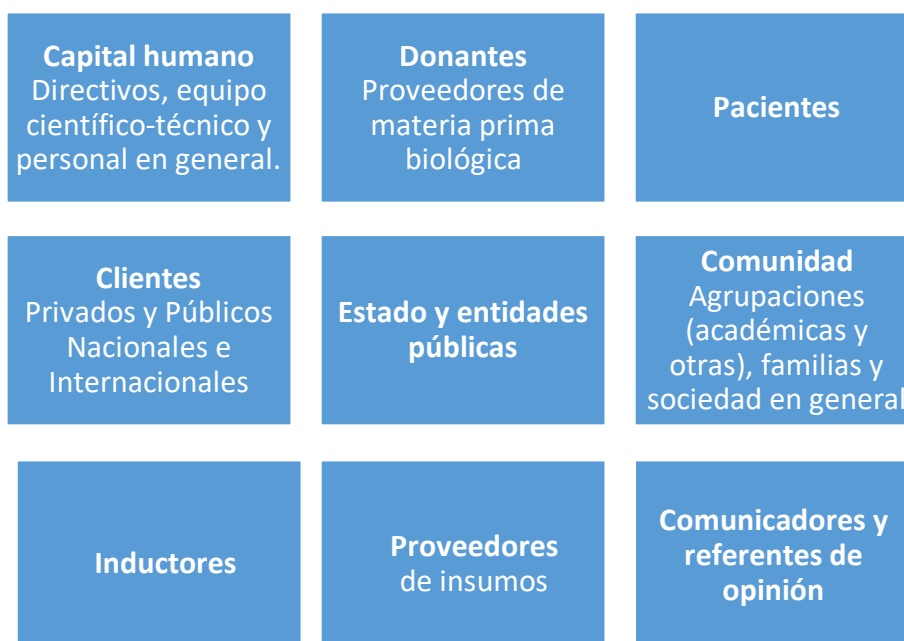 Capital humano
Directivos, equipo
científico-técnico y
personal en general.
Donantes
Proveedores de
materia prima
biológica
Pacientes
Clientes
Privados y Públicos
Nacionales e
Internacionales
Estado y entidades
públicas
Comunidad
Agrupaciones
(académicas y
otras), familias y
sociedad en general
Inductores
Proveedores
de insumos
Comunicadores y
referentes de
opinión